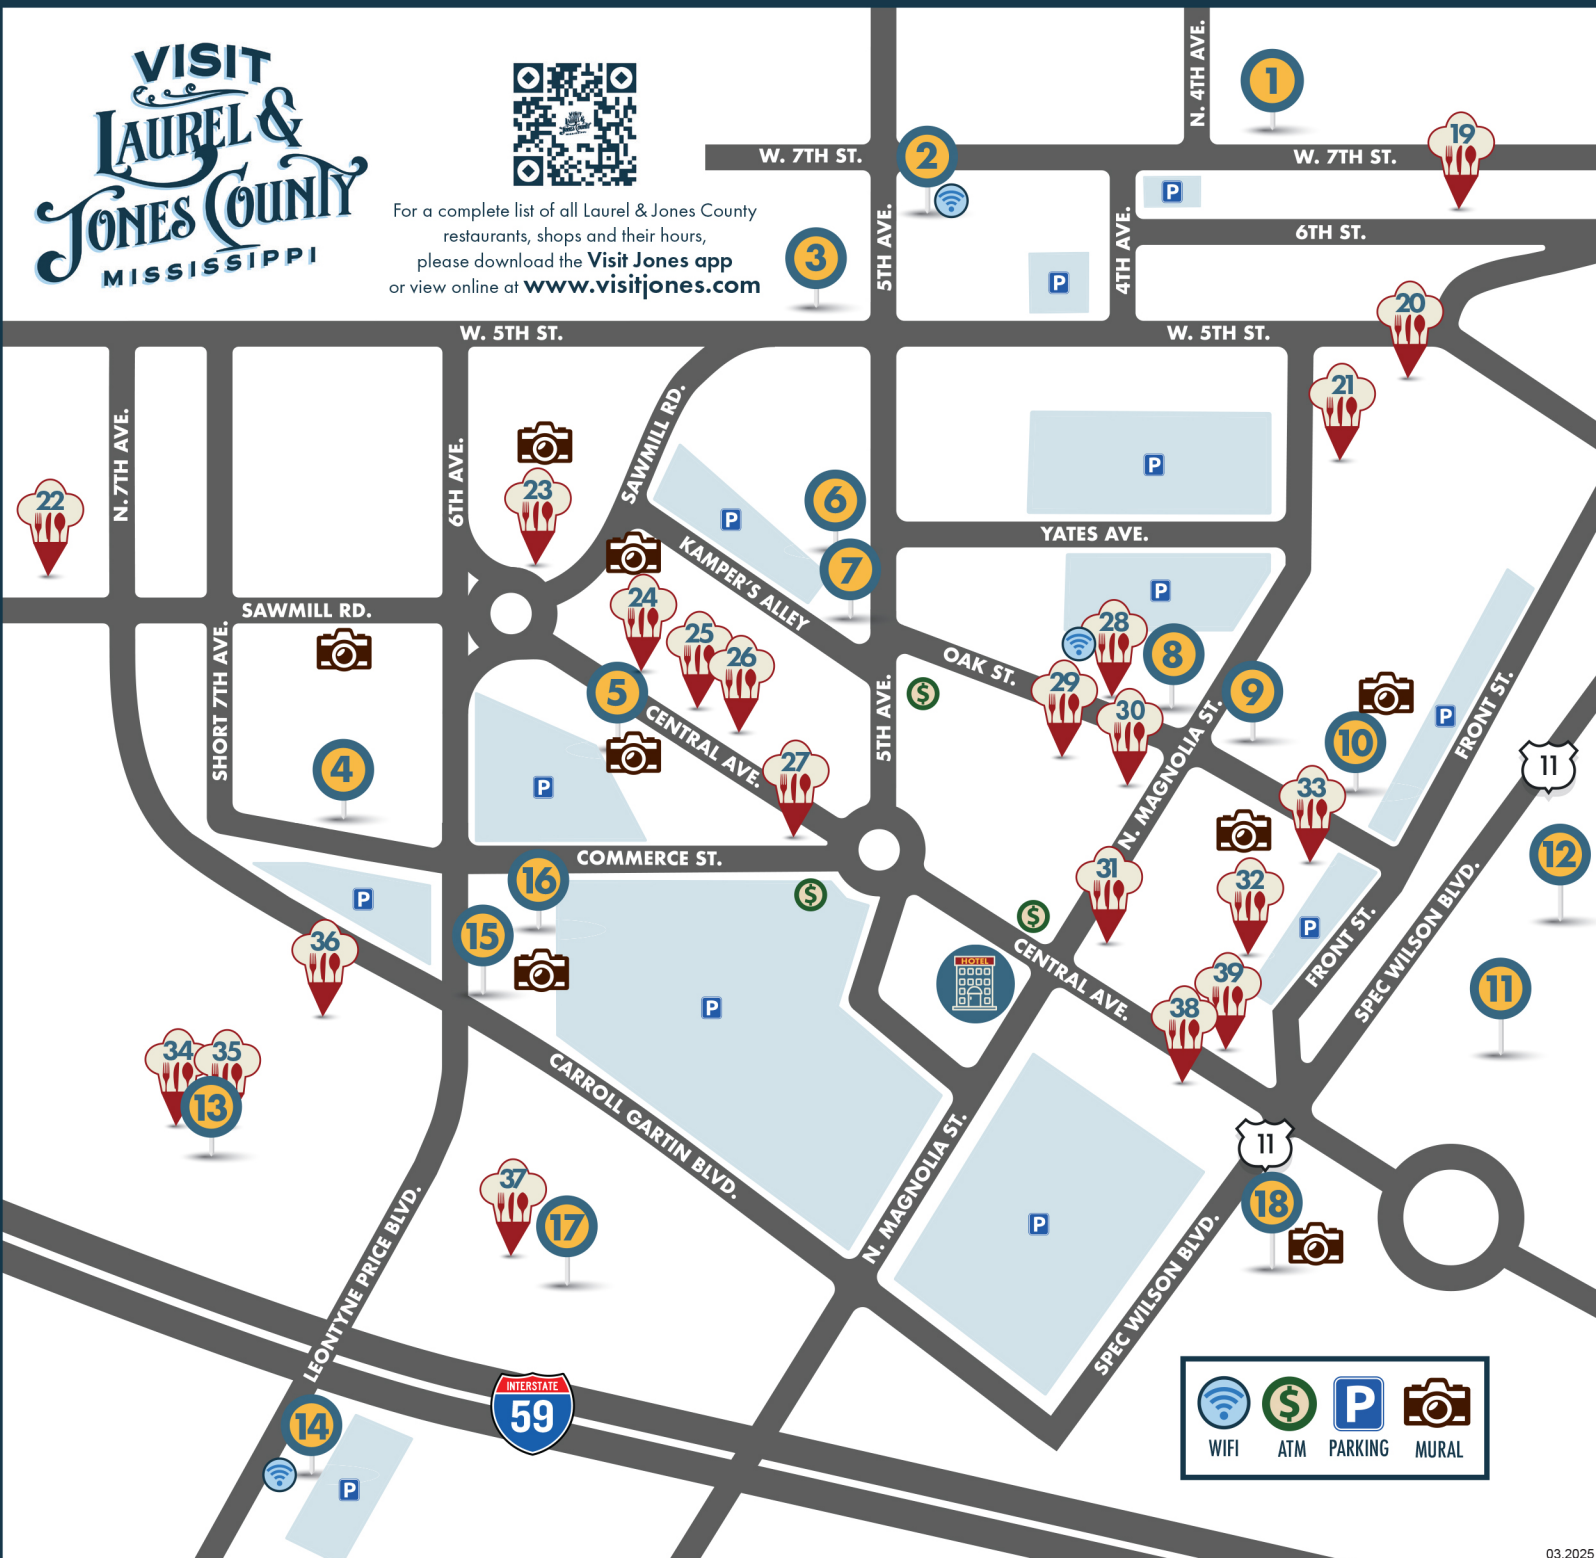 VISIT
LAUREL &
JONES COUNTY
MISSISSIPPI
For a complete list of all Laurel & Jones County
restaurants, shops and their hours,
please download the Visit Jones app
or view online at www.visitjones.com
N. 4TH AVE.
1
W. 7TH ST.
2
W. 7TH ST.
19
P
5TH AVE.
4TH AVE.
6TH ST.
3
P
20
W. 5TH ST.
W. 5TH ST.
21
N. 7TH AVE.
6TH AVE.
SAWMILL RD.
22
23
P
6
P
YATES AVE.
KAMPER'S ALLEY
7
SAWMILL RD.
24
25
26
P
28
8
OAK ST.
29
30
9
SHORT 7TH AVE.
5
CENTRAL AVE.
5TH AVE.
$
N. MAGNOLIA ST.
10
P
FRONT ST.
11
4
P
27
33
12
COMMERCE ST.
16
$
31
32
P
P
15
$
CENTRAL AVE.
FRONT ST.
SPEC WILSON BLVD.
36
HOTEL
39
38
11
P
34
35
13
CARROLL GARTIN BLVD.
N. MAGNOLIA ST.
11
37
17
P
18
LEONTYNE PRICE BLVD.
SPEC WILSON BLVD.
INTERSTATE
59
14
P
$
P
WIFI
ATM
PARKING
MURAL
03.2025